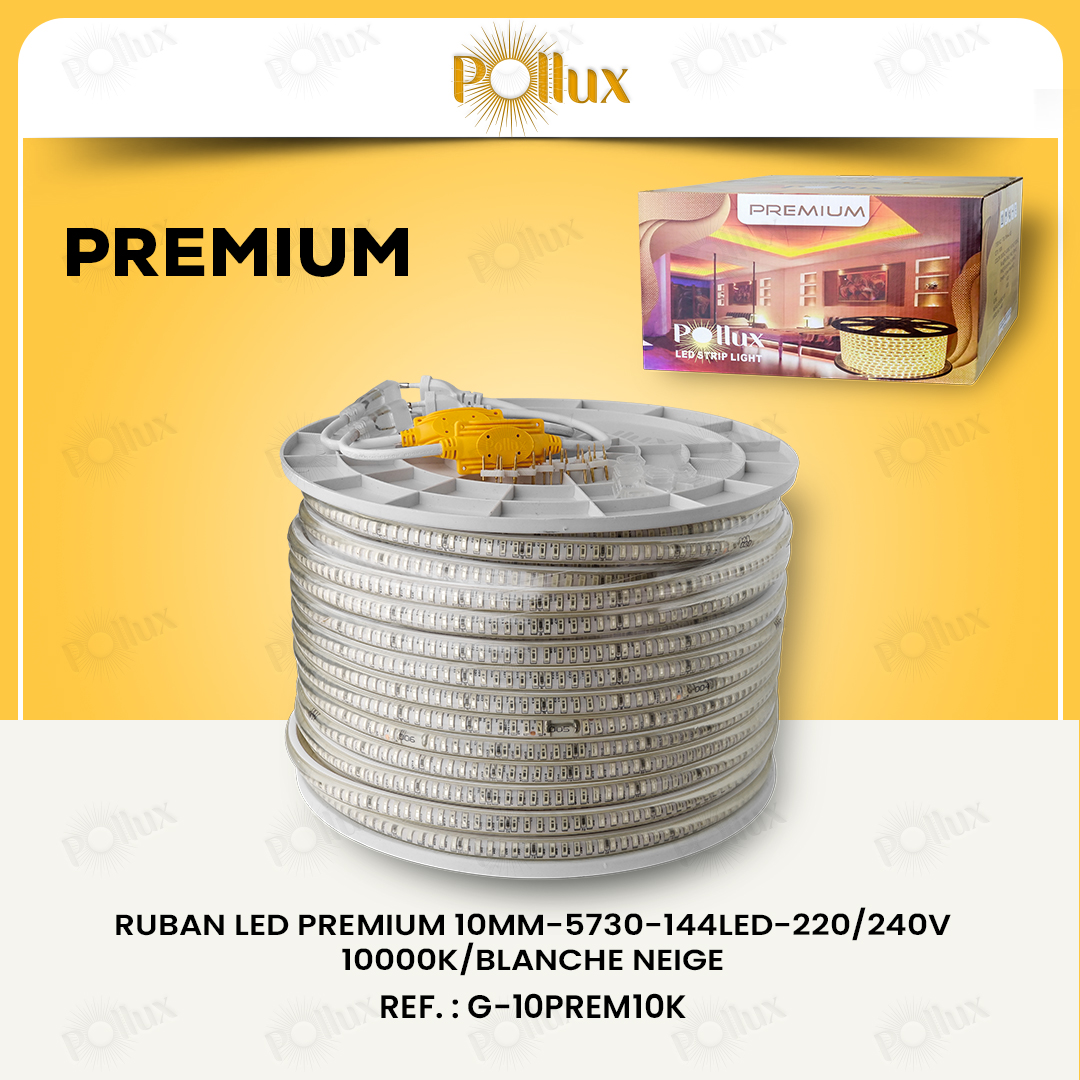 Pollux
PREMIUM
PREMIUM
Pollux
LED STRIP LIGHT
Pollux
RUBAN LED PREMIUM 10MM-5730-144LED-220/240V
10000K/BLANCHE NEIGE
REF. : G-10PREM10K